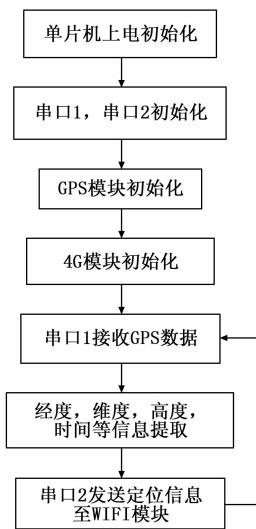 单片机上电初始化
串口1，串口2初始化
GPS模块初始化
4G模块初始化
串口1接收GPS数据
经度，维度，高度，
时间等信息提取
串口2发送定位信息
至WIFI模块